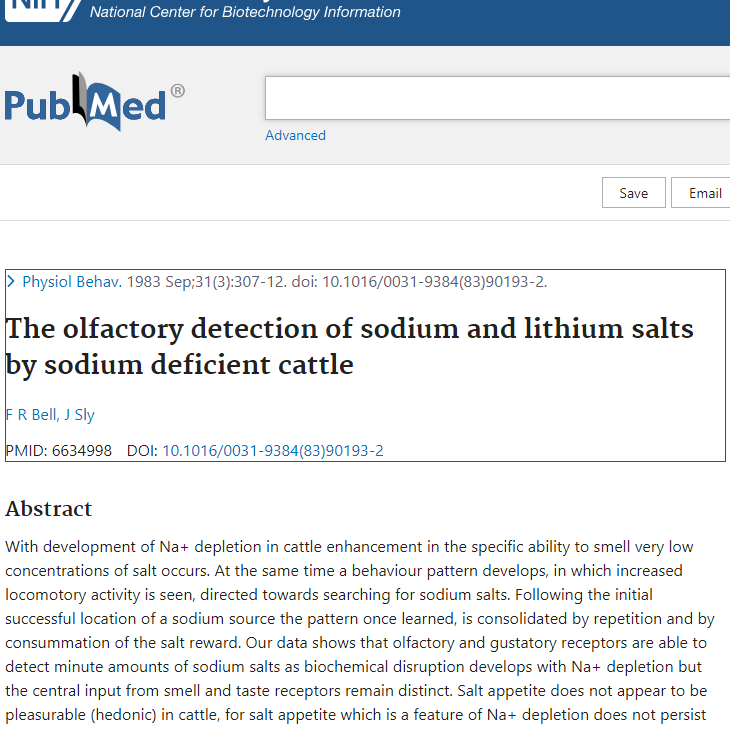 NIH
National Center for Biotechnology Information
PubMed®
Advanced
Save Email
Physiol Behav. 1983 Sep;31(3):307-12. doi: 10.1016/0031-9384(83)90193-2.
The olfactory detection of sodium and lithium salts
by sodium deficient cattle
F R Bell, J Sly
PMID: 6634998 DOI: 10.1016/0031-9384(83)90193-2
Abstract
With development of Na+ depletion in cattle enhancement in the specific ability to smell very low
concentrations of salt occurs. At the same time a behaviour pattern develops, in which increased
locomotory activity is seen, directed towards searching for sodium salts. Following the initial
successful location of a sodium source the pattern once learned, is consolidated by repetition and by
consummation of the salt reward. Our data shows that olfactory and gustatory receptors are able to
detect minute amounts of sodium salts as biochemical disruption develops with Na+ depletion but
the central input from smell and taste receptors remain distinct. Salt appetite does not appear to be
pleasurable (hedonic) in cattle, for salt appetite which is a feature of Na+ depletion does not persist